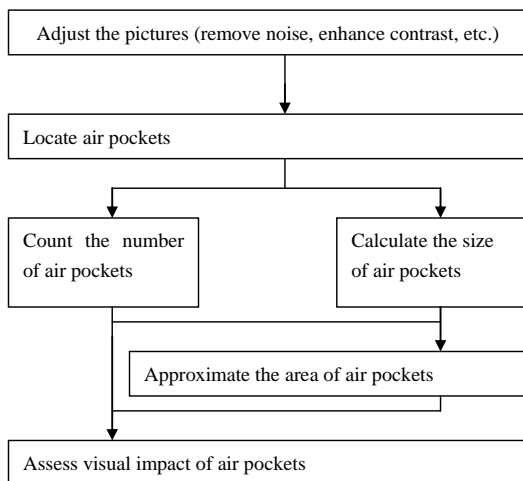 Adjust the pictures (remove noise, enhance contrast, etc.)
Locate air pockets
Count the number
of air pockets
Calculate the size
of air pockets
Approximate the area of air pockets
Assess visual impact of air pockets